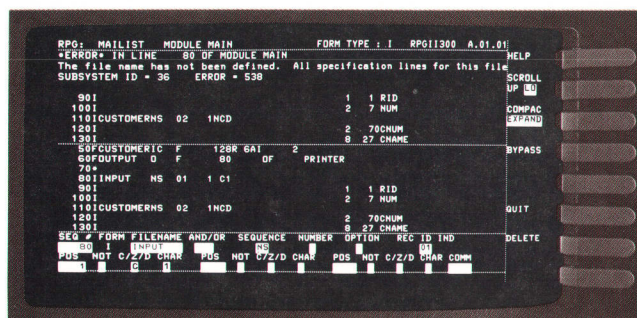 RPG: MAILIST MODULE MAIN FORM TYPE : I RPGII300 A.01.01
*ERROR* IN LINE 80 OF MODULE MAIN HELP
The file name has not been defined. All specification lines for this file
SUBSYSTEM ID = 36 ERROR = 538 SCROLL
UP LO
90I 1 1 RID
100I 2 7 NUM COMPAC
110ICUSTOMERNS 02 1NCD EXPAND
120I 2 70CNUM
130I 8 27 CNAME
50FCUSTOMERIC F 128R 6AI 2 BYPASS
60FOUTPUT O F 80 OF PRINTER
70*
80IINPUT NS 01 1 C1
90I 1 1 RID
100I 2 7 NUM
110ICUSTOMERNS 02 1NCD QUIT
120I 2 70CNUM
130I 8 27 CNAME
SEQ # FORM FILENAME AND/OR SEQUENCE NUMBER OPTION REC ID IND DELETE
80 I INPUT NS 01
POS NOT C/Z/D CHAR POS NOT C/Z/D CHAR POS NOT C/Z/D CHAR COMM
1 C 1